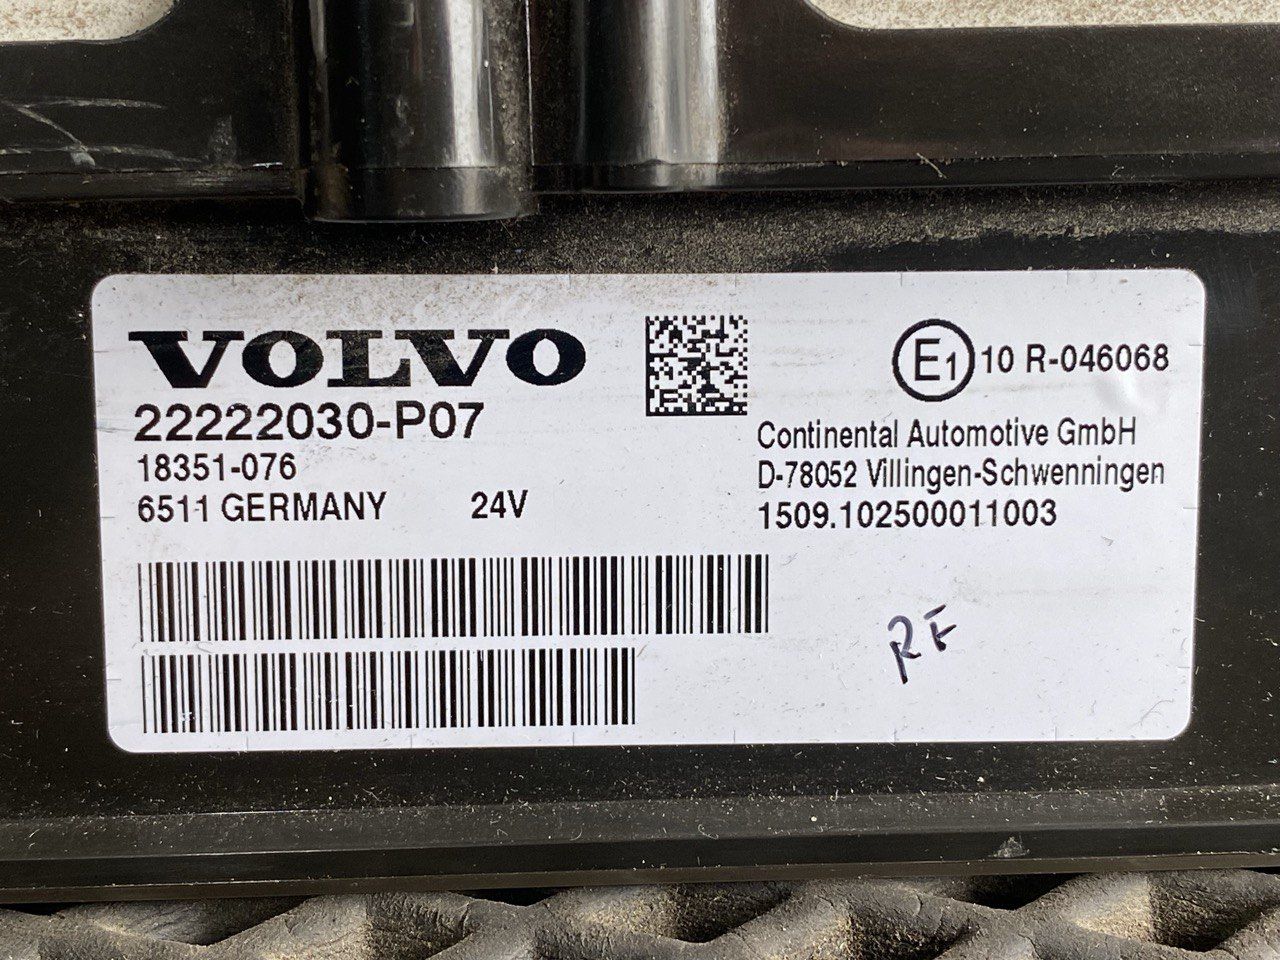 VOLVO
22222030-P07
18351-076
6511 GERMANY 24V
E1 10 R-046068
Continental Automotive GmbH
D-78052 Villingen-Schwenningen
1509.102500011003
RF